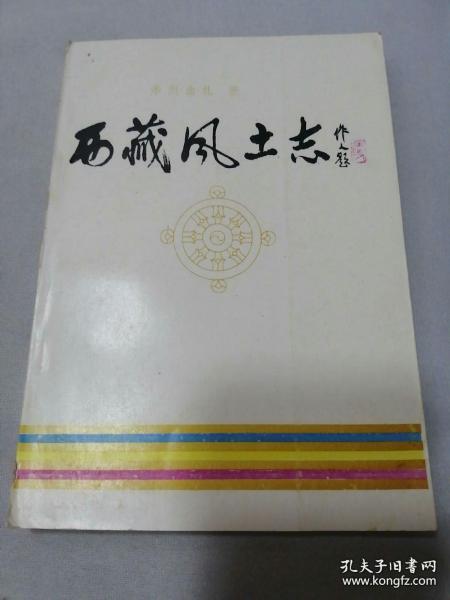 赤烈曲扎 著
西藏风土志
作人题
孔夫子旧书网
www.kongfz.com